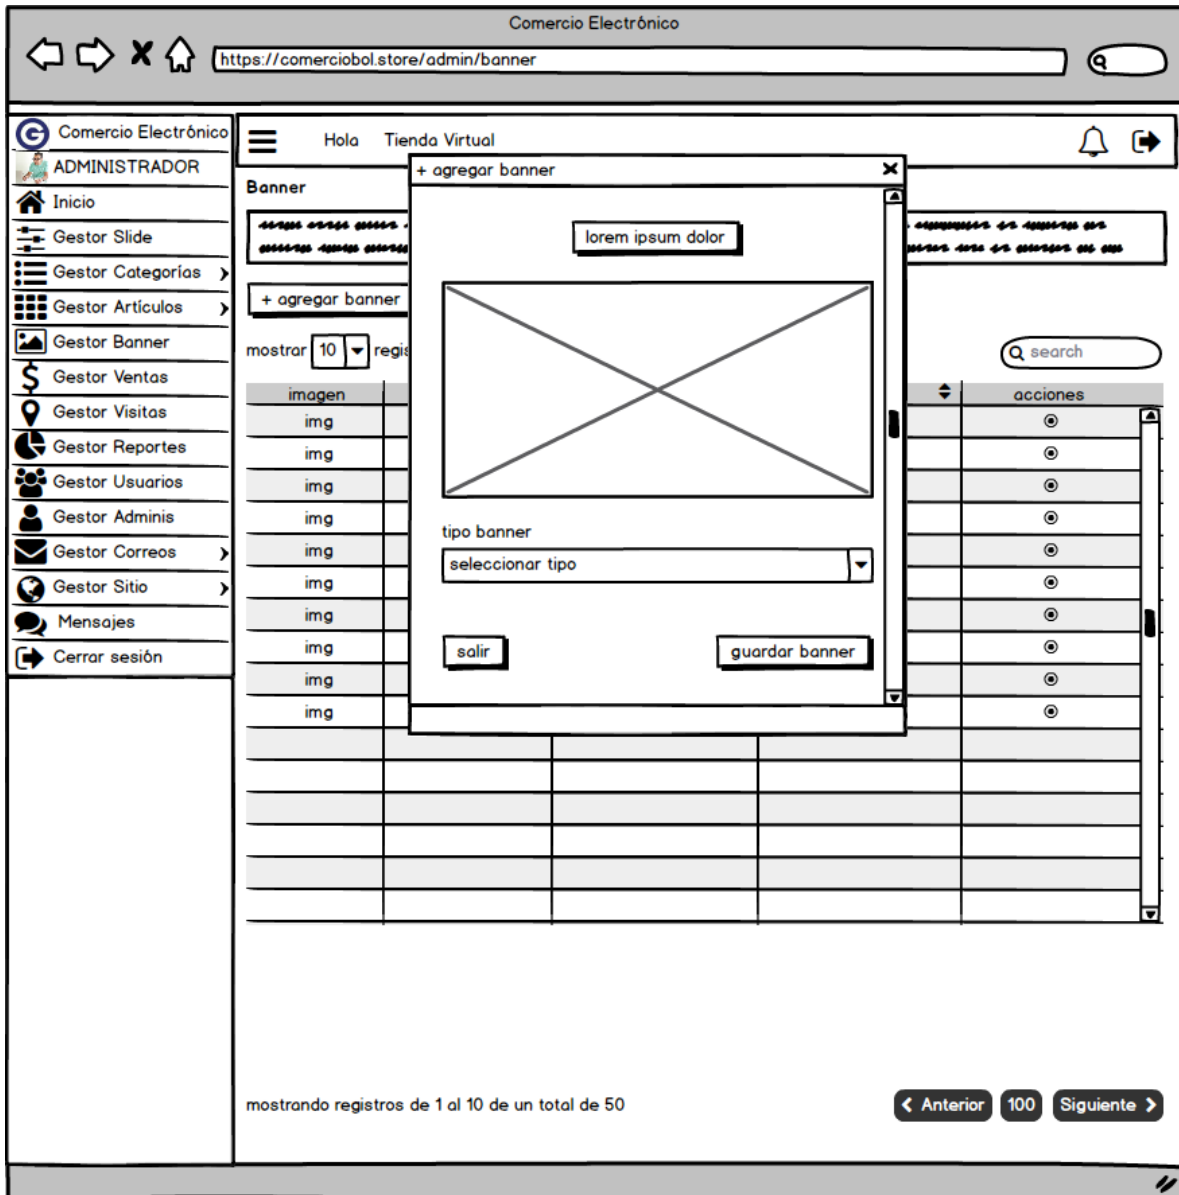 Comercio Electrónico
https://comerciobol.store/admin/banner
Comercio Electrónico
ADMINISTRADOR
Inicio
Gestor Slide
Gestor Categorías
Gestor Artículos
Gestor Banner
Gestor Ventas
Gestor Visitas
Gestor Reportes
Gestor Usuarios
Gestor Adminis
Gestor Correos
Gestor Sitio
Mensajes
Cerrar sesión
Hola Tienda Virtual
Banner
+ agregar banner
mostrar 10 regis
search
imagen acciones
img
img
img
img
img
img
img
img
img
img
+ agregar banner
lorem ipsum dolor
tipo banner
seleccionar tipo
salir guardar banner
mostrando registros de 1 al 10 de un total de 50
Anterior 100 Siguiente